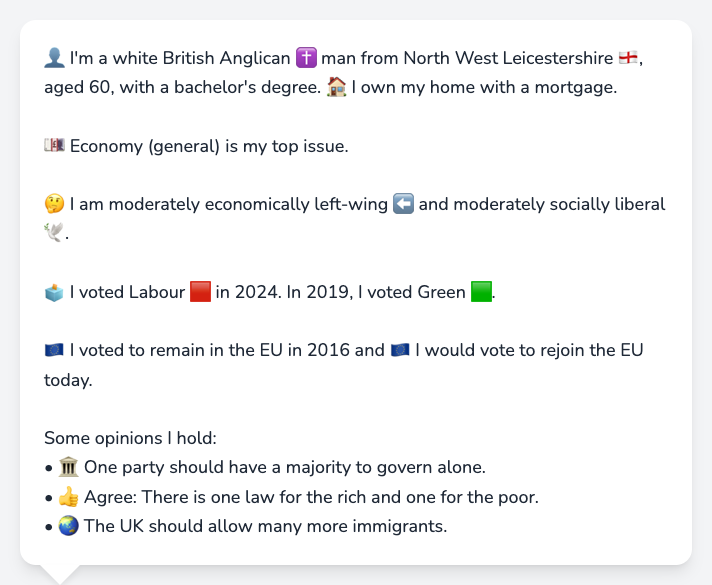 👤 I'm a white British Anglican ✝️ man from North West Leicestershire 🏴󠁧󠁢󠁥󠁮󠁧󠁿,
aged 60, with a bachelor's degree. 🏠 I own my home with a mortgage.
💷 Economy (general) is my top issue.
🤔 I am moderately economically left-wing ⬅️ and moderately socially liberal
🕊️.
🗳️ I voted Labour 🟥 in 2024. In 2019, I voted Green 🟩.
🇪🇺 I voted to remain in the EU in 2016 and 🇪🇺 I would vote to rejoin the EU
today.
Some opinions I hold:
• 🏛️ One party should have a majority to govern alone.
• 👍 Agree: There is one law for the rich and one for the poor.
• 🌏 The UK should allow many more immigrants.